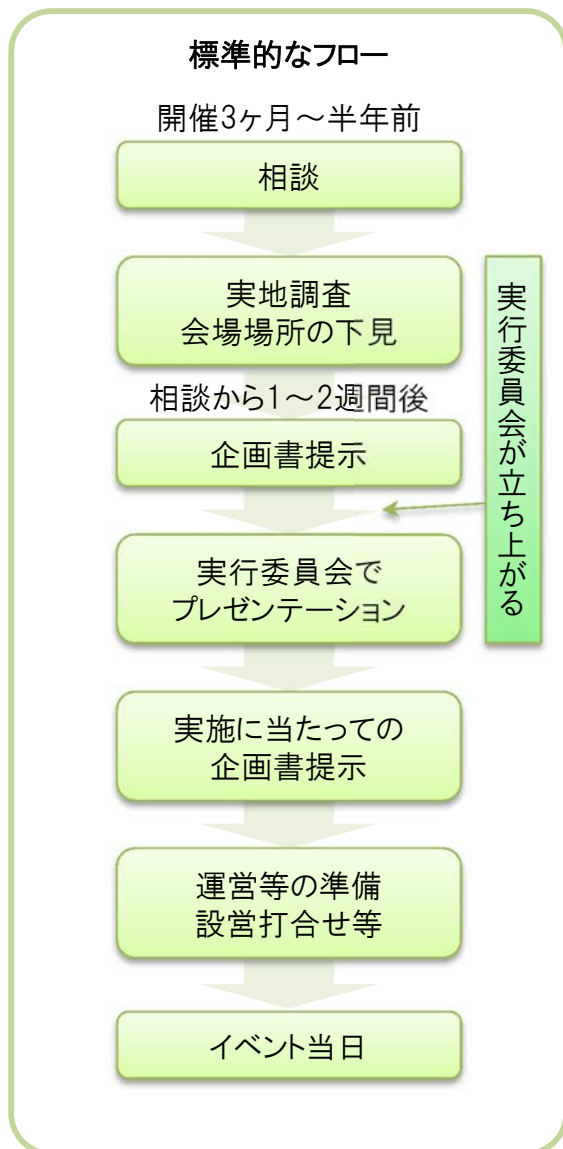 標準的なフロー
開催3ヶ月～半年前
相談
実地調査
会場場所の下見
相談から1～2週間後
企画書提示
実行委員会が立ち上がる
実行委員会で
プレゼンテーション
実施に当たっての
企画書提示
運営等の準備
設営打合せ等
イベント当日